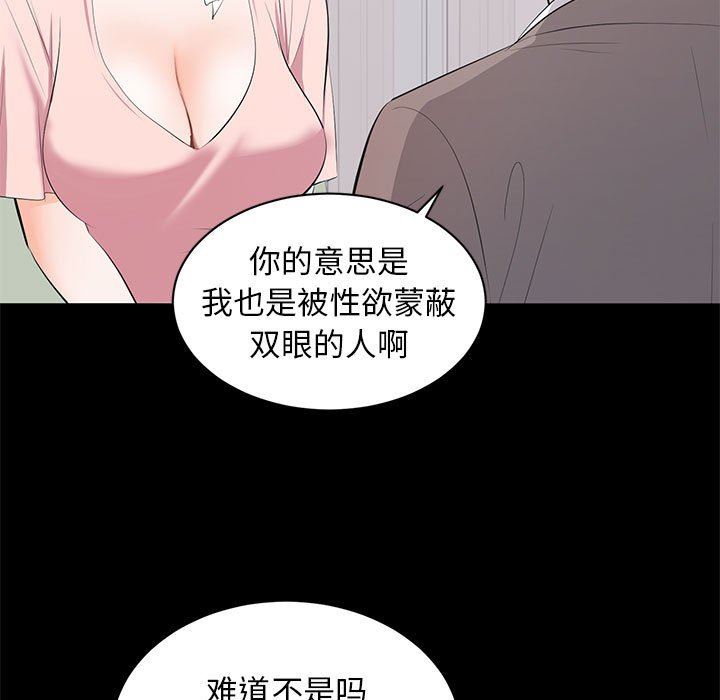 你的意思是
我也是被性欲蒙蔽
双眼的人啊
难道不是吗